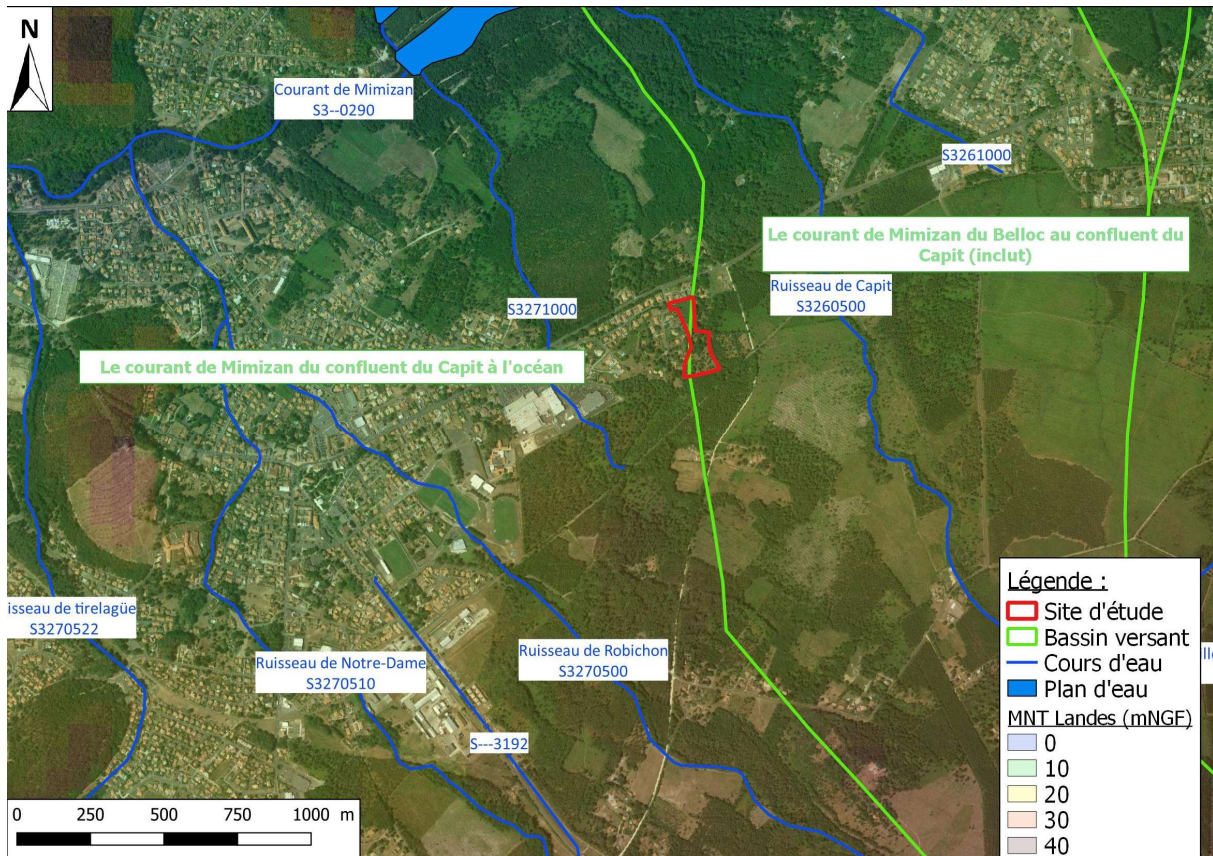 N
Courant de Mimizan
S3--0290
S3261000
Le courant de Mimizan du Belloc au confluent du
Capit (inclut)
Ruisseau de Capit
S3260500
S3271000
Le courant de Mimizan du confluent du Capit à l'océan
isseau de tirelagüe
S3270522
Ruisseau de Notre-Dame
S3270510
Ruisseau de Robichon
S3270500
S---3192
Légende :
Site d'étude
Bassin versant
Cours d'eau
Plan d'eau
MNT Landes (mNGF)
0
10
20
30
40
0 250 500 750 1000 m